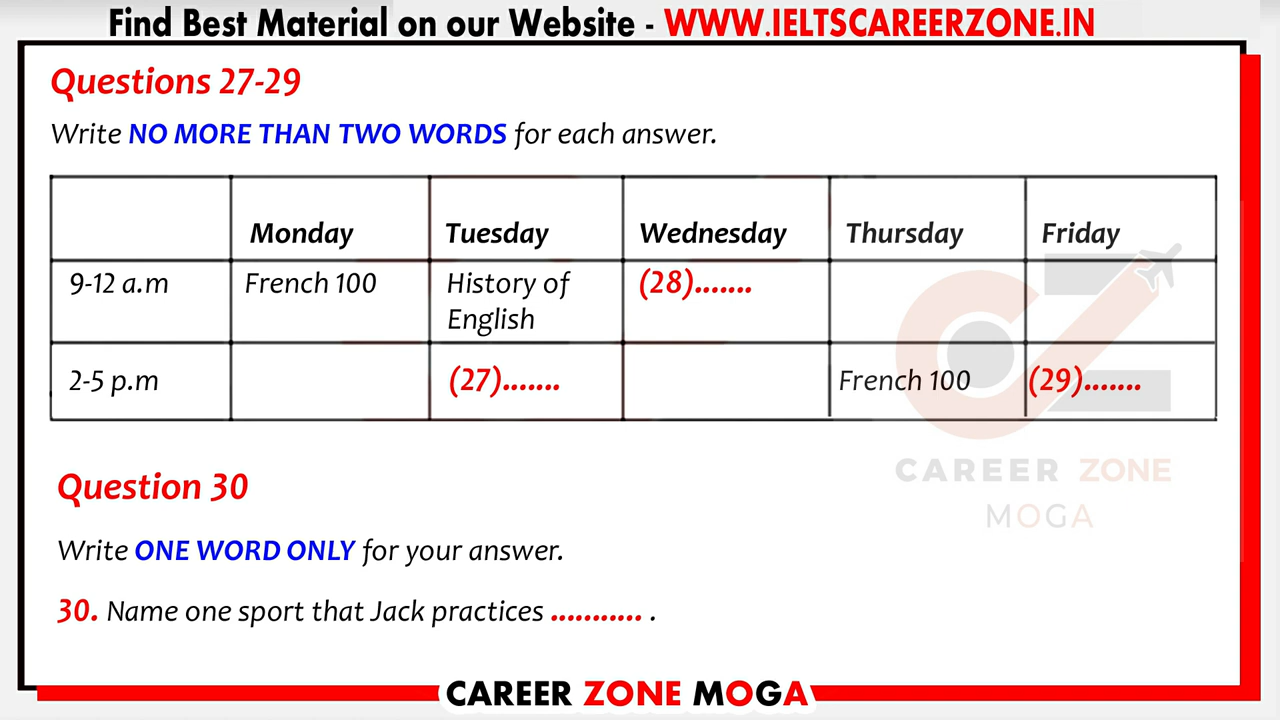 Find Best Material on our Website - WWW.IELTSCAREERZONE.IN
Questions 27-29
Write NO MORE THAN TWO WORDS for each answer.
Monday Tuesday Wednesday Thursday Friday
9-12 a.m French 100 History of (28).......
English
2-5 p.m (27)....... French 100 (29).......
CAREER ZONE
MOGA
Question 30
Write ONE WORD ONLY for your answer.
30. Name one sport that Jack practices ........... .
CAREER ZONE MOGA